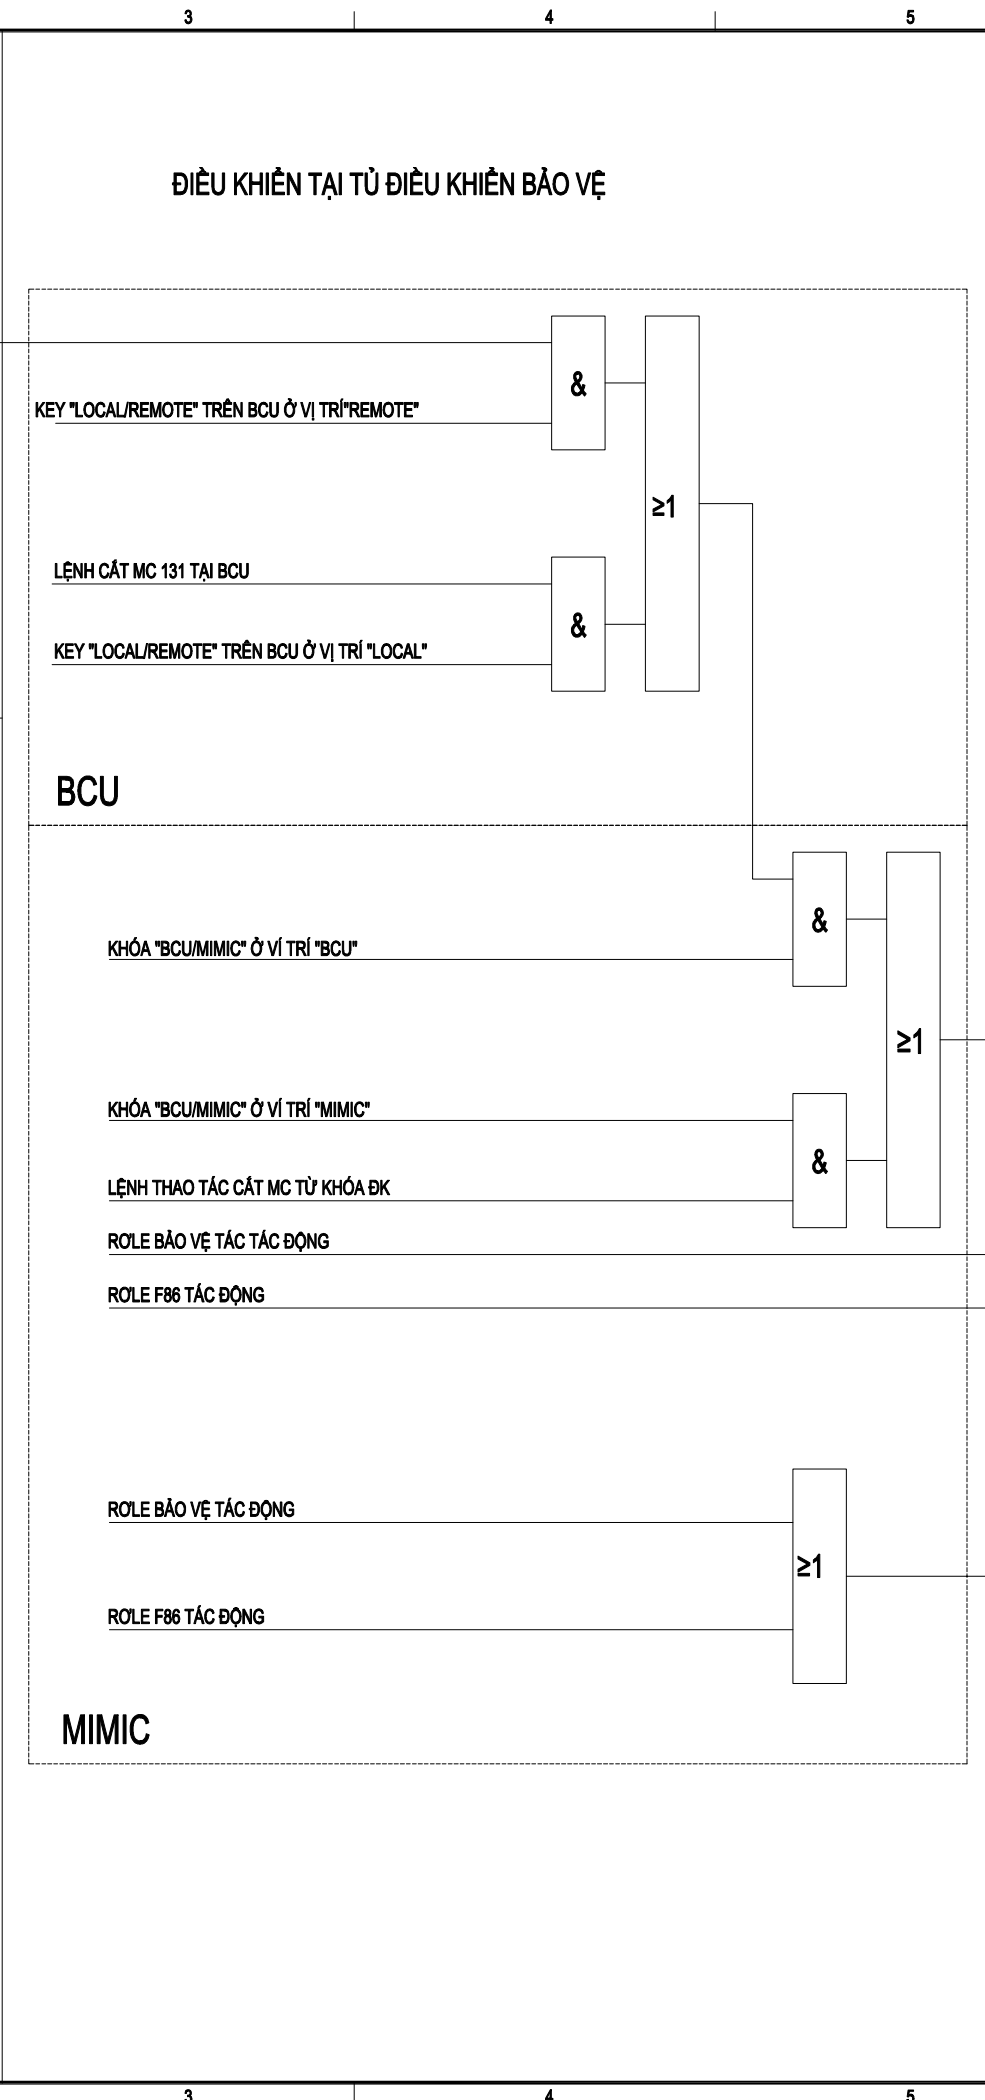 3 4 5
ĐIỀU KHIỂN TẠI TỦ ĐIỀU KHIỂN BẢO VỆ
&
KEY "LOCAL/REMOTE" TRÊN BCU Ở VỊ TRÍ"REMOTE"
≥1
LỆNH CẮT MC 131 TẠI BCU
&
KEY "LOCAL/REMOTE" TRÊN BCU Ở VỊ TRÍ "LOCAL"
BCU
&
KHÓA "BCU/MIMIC" Ở VÍ TRÍ "BCU"
≥1
KHÓA "BCU/MIMIC" Ở VÍ TRÍ "MIMIC"
&
LỆNH THAO TÁC CẮT MC TỪ KHÓA ĐK
RƠLE BẢO VỆ TÁC TÁC ĐỘNG
RƠLE F86 TÁC ĐỘNG
RƠLE BẢO VỆ TÁC ĐỘNG
≥1
RƠLE F86 TÁC ĐỘNG
MIMIC
3 4 5